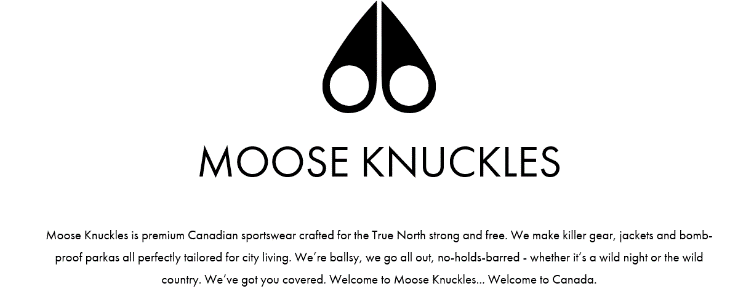 MOOSE KNUCKLES
Moose Knuckles is premium Canadian sportswear crafted for the True North strong and free. We make killer gear, jackets and bomb-
proof parkas all perfectly tailored for city living. We're ballsy, we go all out, no-holds-barred - whether it's a wild night or the wild
country. We've got you covered. Welcome to Moose Knuckles... Welcome to Canada.